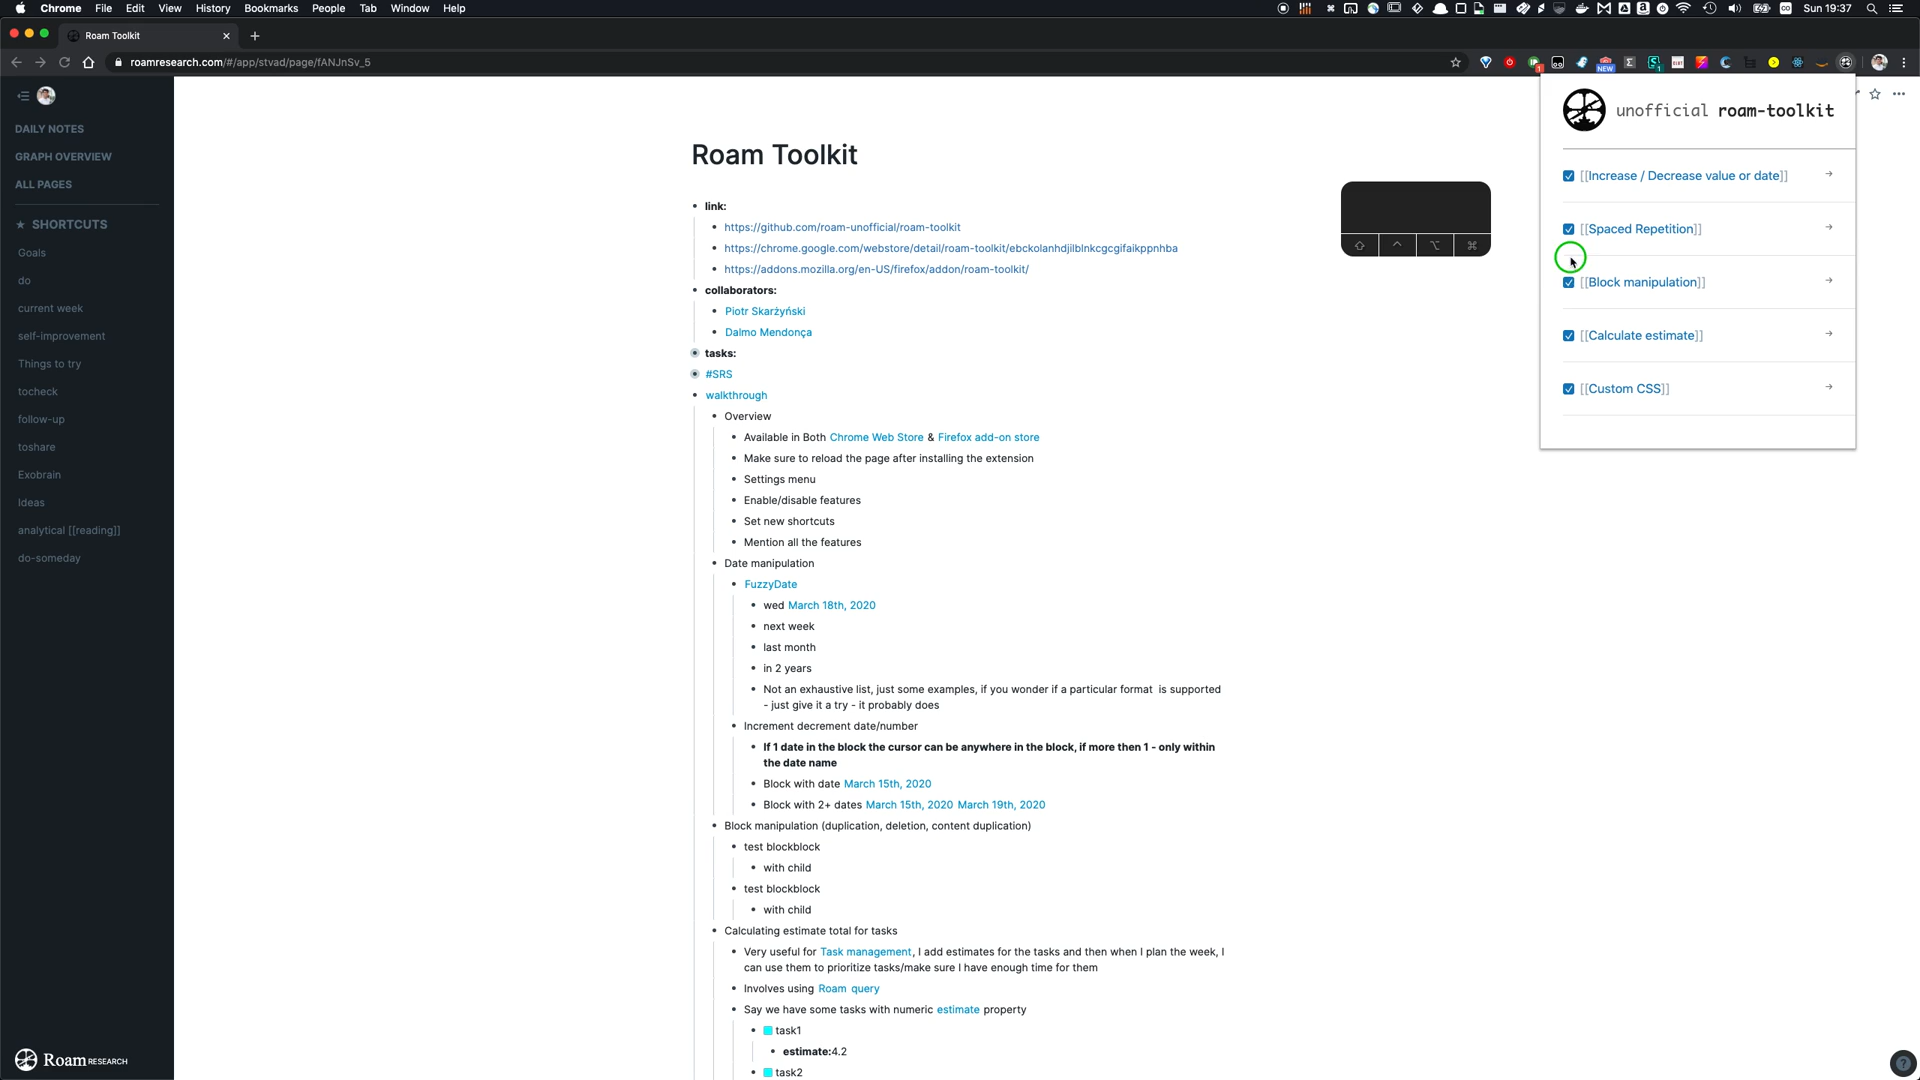 Chrome File Edit View History Bookmarks People Tab Window Help
Sun 19:37
Roam Toolkit
roamresearch.com/#/app/stvad/page/fANJnSv_5
NEW
DAILY NOTES
GRAPH OVERVIEW
ALL PAGES
SHORTCUTS
Goals
do
current week
self-improvement
Things to try
tocheck
follow-up
toshare
Exobrain
Ideas
analytical [[reading]]
do-someday
Roam RESEARCH
Roam Toolkit
link:
https://github.com/roam-unofficial/roam-toolkit
https://chrome.google.com/webstore/detail/roam-toolkit/ebckolanhdjilblnkcgcgifaikppnhba
https://addons.mozilla.org/en-US/firefox/addon/roam-toolkit/
collaborators:
Piotr Skarżyński
Dalmo Mendonça
tasks:
#SRS
walkthrough
Overview
Available in Both Chrome Web Store & Firefox add-on store
Make sure to reload the page after installing the extension
Settings menu
Enable/disable features
Set new shortcuts
Mention all the features
Date manipulation
FuzzyDate
wed March 18th, 2020
next week
last month
in 2 years
Not an exhaustive list, just some examples, if you wonder if a particular format is supported
- just give it a try - it probably does
Increment decrement date/number
If 1 date in the block the cursor can be anywhere in the block, if more then 1 - only within
the date name
Block with date March 15th, 2020
Block with 2+ dates March 15th, 2020 March 19th, 2020
Block manipulation (duplication, deletion, content duplication)
test blockblock
with child
test blockblock
with child
Calculating estimate total for tasks
Very useful for Task management, I add estimates for the tasks and then when I plan the week, I
can use them to prioritize tasks/make sure I have enough time for them
Involves using Roam query
Say we have some tasks with numeric estimate property
task1
estimate:4.2
task2
unofficial roam-toolkit
[[Increase / Decrease value or date]]
[[Spaced Repetition]]
[[Block manipulation]]
[[Calculate estimate]]
[[Custom CSS]]